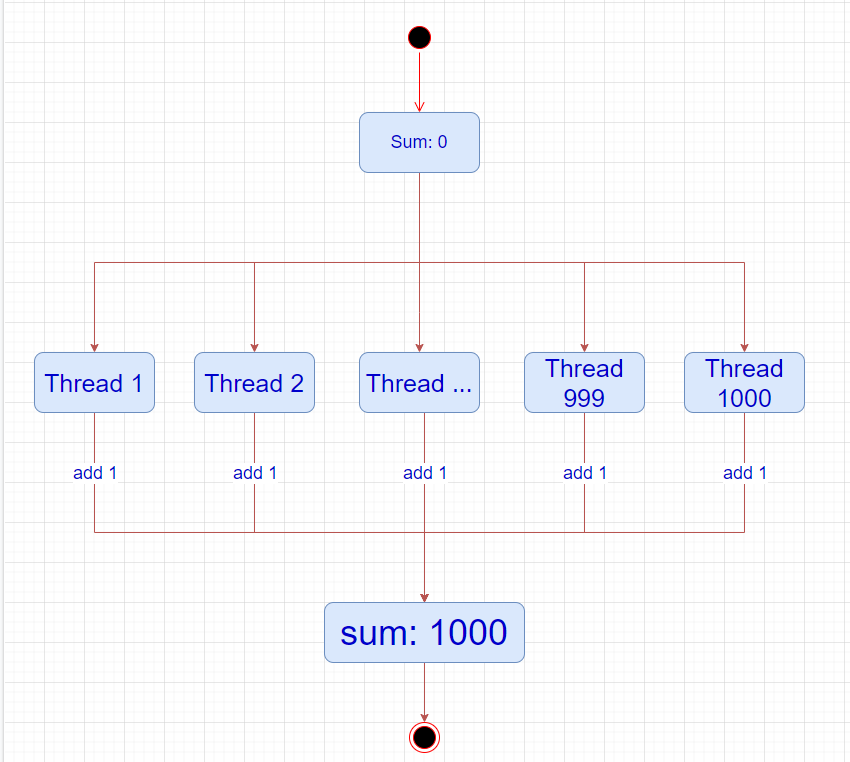 Sum: 0
Thread 1
Thread 2
Thread ...
Thread
999
Thread
1000
add 1
add 1
add 1
add 1
add 1
sum: 1000